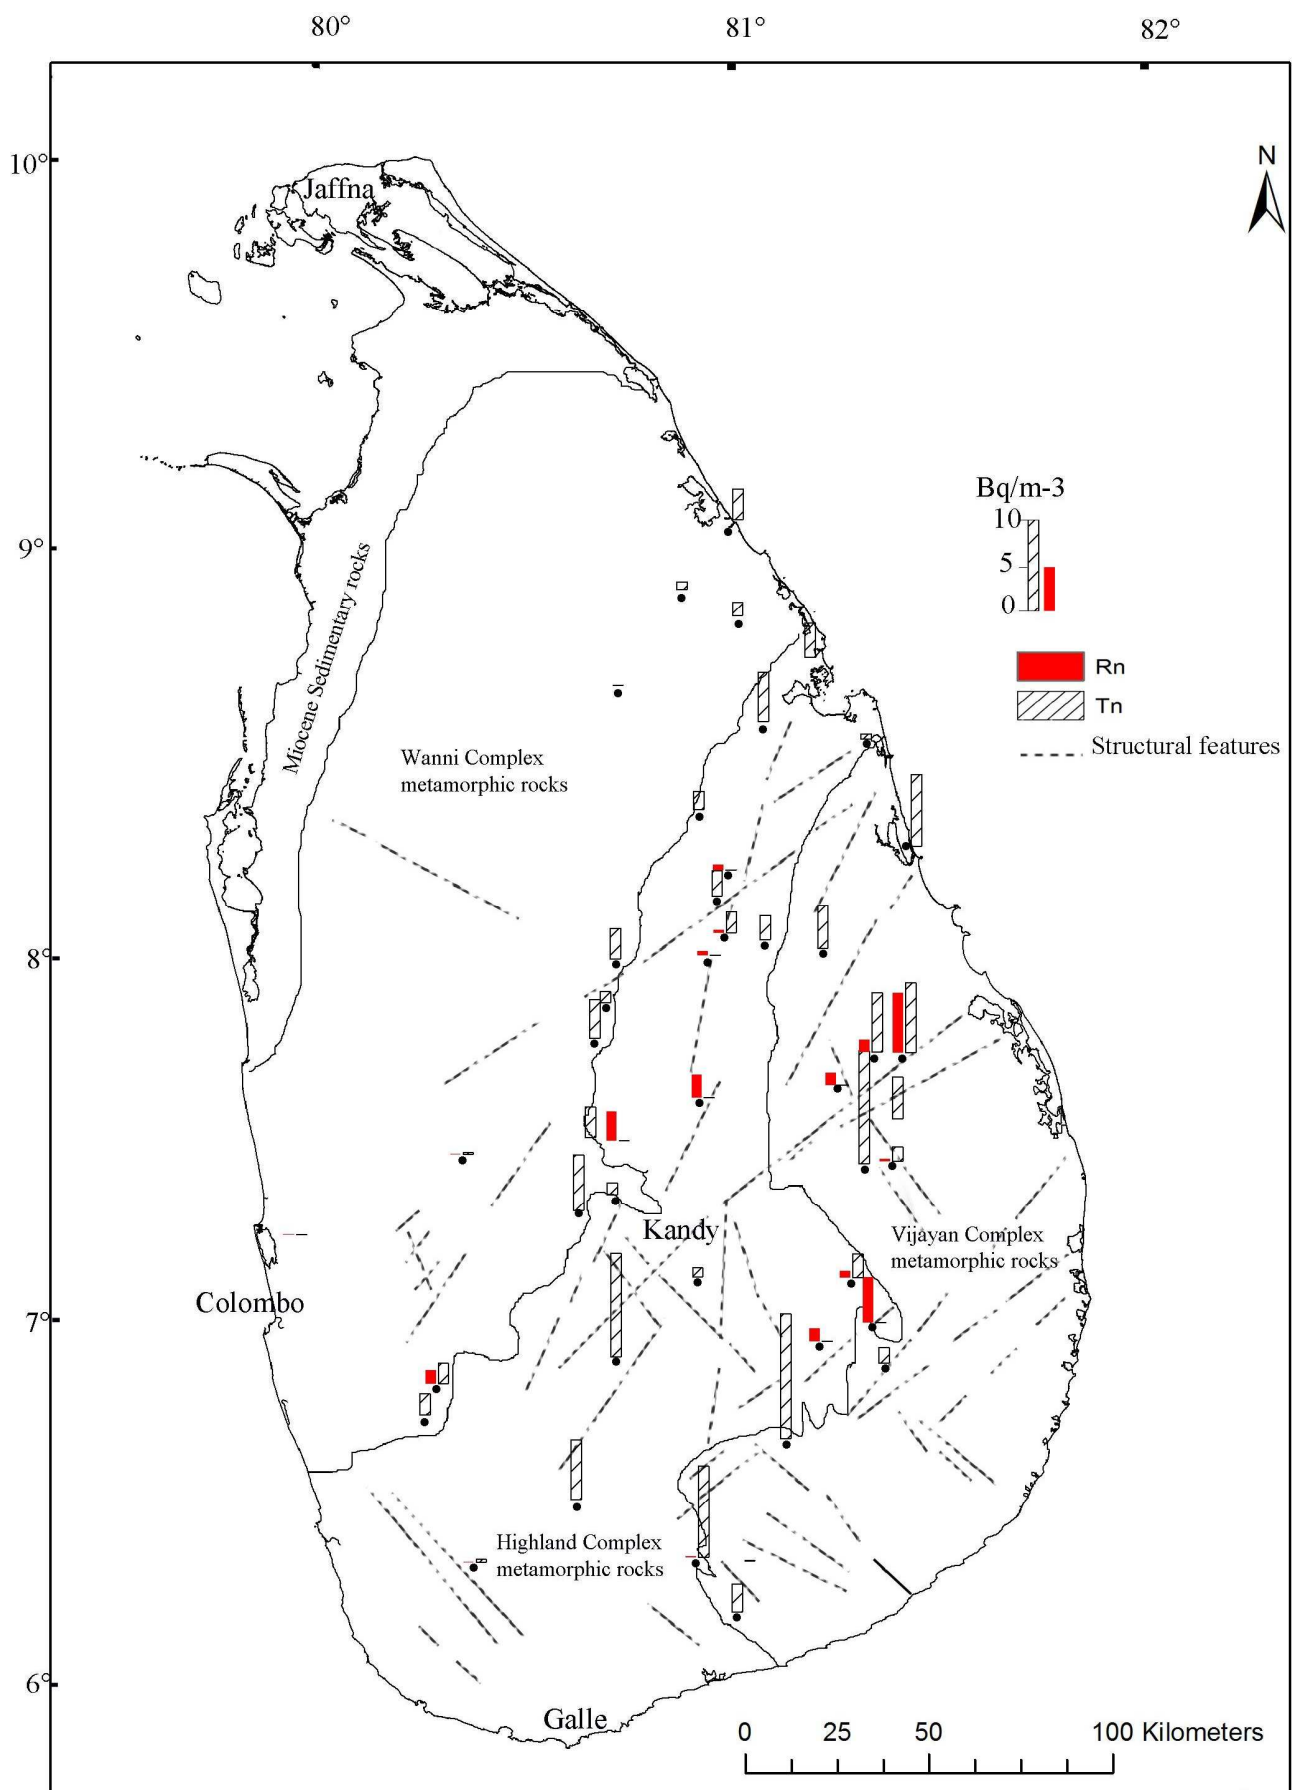 80°
81°
82°
10°
N
Jaffna
Bq/m-3
10
5
0
9°
Miocene Sedimentary rocks
Rn
Tn
Structural features
Wanni Complex
metamorphic rocks
8°
Kandy
Vijayan Complex
metamorphic rocks
Colombo
7°
Highland Complex
metamorphic rocks
6°
Galle
0 25 50 100 Kilometers